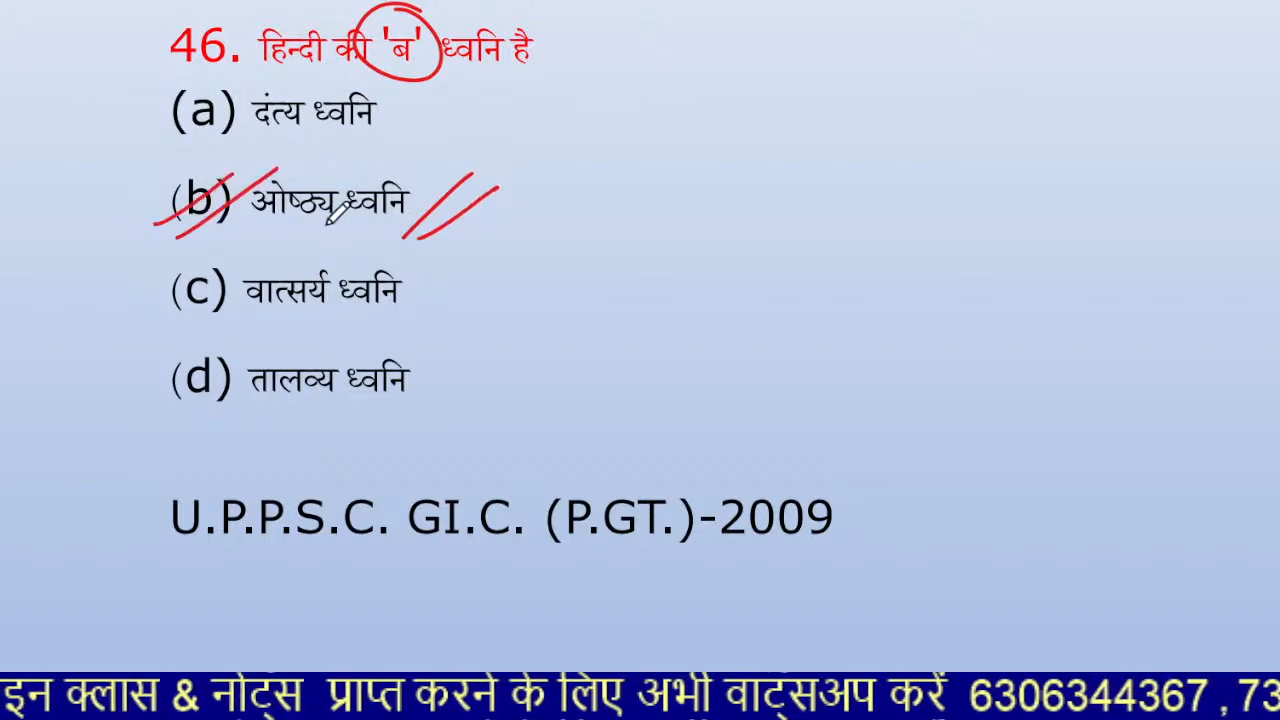 46. हिन्दी की 'ब' ध्वनि है
(a) दंत्य ध्वनि
(b) ओष्ठ्य ध्वनि
(c) वात्सर्य ध्वनि
(d) तालव्य ध्वनि
U.P.P.S.C. GI.C. (P.GT.)-2009
इन क्लास & नोट्स प्राप्त करने के लिए अभी वाट्सअप करें 6306344367 , 73